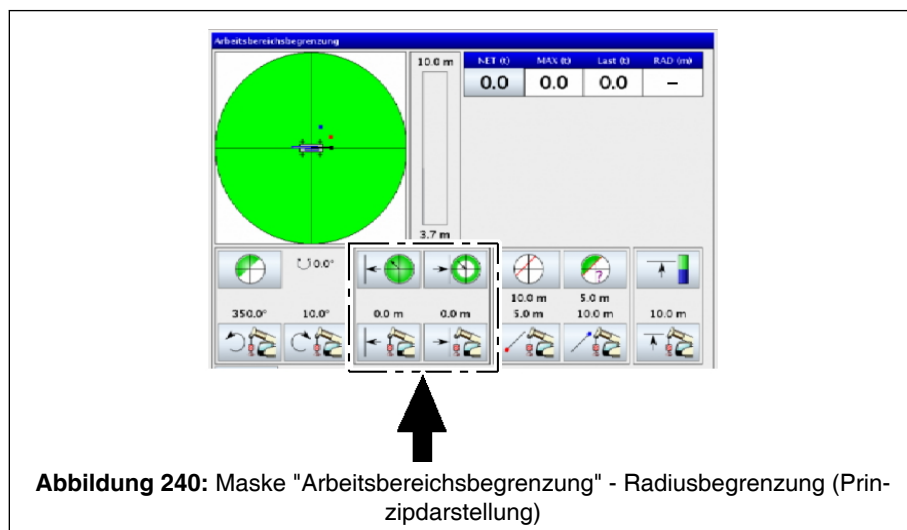 Arbeitsbereichsbegrenzung
10.0 m
NET (t) MAX (t) Last (t) RAD (m)
0.0 0.0 0.0 –
3.7 m
0.0°
?
10.0 m 5.0 m
350.0° 10.0° 0.0 m 0.0 m 5.0 m 10.0 m 10.0 m
Abbildung 240: Maske "Arbeitsbereichsbegrenzung" - Radiusbegrenzung (Prin-
zipdarstellung)